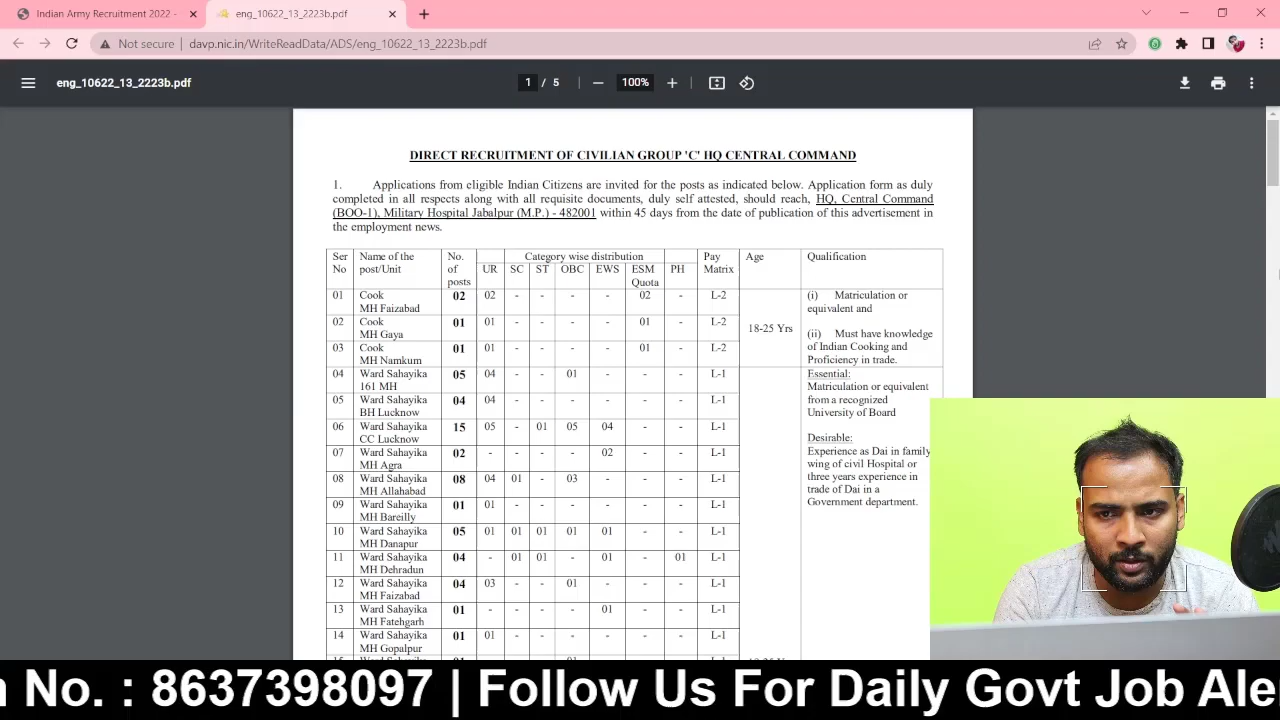 Indian Army Recruitment 2022 -
eng_10622_13_2223b.pdf
Not secure | davp.nic.in/WriteReadData/ADS/eng_10622_13_2223b.pdf
eng_10622_13_2223b.pdf 1 / 5 100%
DIRECT RECRUITMENT OF CIVILIAN GROUP 'C' HQ CENTRAL COMMAND
1. Applications from eligible Indian Citizens are invited for the posts as indicated below. Application form as duly
completed in all respects along with all requisite documents, duly self attested, should reach, HQ, Central Command
(BOO-1), Military Hospital Jabalpur (M.P.) - 482001 within 45 days from the date of publication of this advertisement in
the employment news.
Ser Name of the No. Category wise distribution Pay Age Qualification
No post/Unit of UR SC ST OBC EWS ESM PH Matrix
posts Quota
01 Cook 02 02 - - - - 02 - L-2 (i) Matriculation or
MH Faizabad equivalent and
02 Cook 01 01 - - - - 01 - L-2 18-25 Yrs
MH Gaya (ii) Must have knowledge
03 Cook 01 01 - - - - 01 - L-2 of Indian Cooking and
MH Namkum Proficiency in trade.
04 Ward Sahayika 05 04 - - 01 - - - L-1 Essential:
161 MH Matriculation or equivalent
05 Ward Sahayika 04 04 - - - - - - L-1 from a recognized
BH Lucknow University of Board
06 Ward Sahayika 15 05 - 01 05 04 - - L-1
CC Lucknow Desirable:
07 Ward Sahayika 02 - - - - 02 - - L-1 Experience as Dai in family
MH Agra wing of civil Hospital or
08 Ward Sahayika 08 04 01 - 03 - - - L-1 three years experience in
MH Allahabad trade of Dai in a
09 Ward Sahayika 01 01 - - - - - - L-1 Government department.
MH Bareilly
10 Ward Sahayika 05 01 01 01 01 01 - - L-1
MH Danapur
11 Ward Sahayika 04 - 01 01 - 01 - 01 L-1
MH Dehradun
12 Ward Sahayika 04 03 - - 01 - - - L-1
MH Faizabad
13 Ward Sahayika 01 - - - - 01 - - L-1
MH Fatehgarh
14 Ward Sahayika 01 01 - - - - - - L-1
MH Gopalpur
No. : 8637398097 | Follow Us For Daily Govt Job